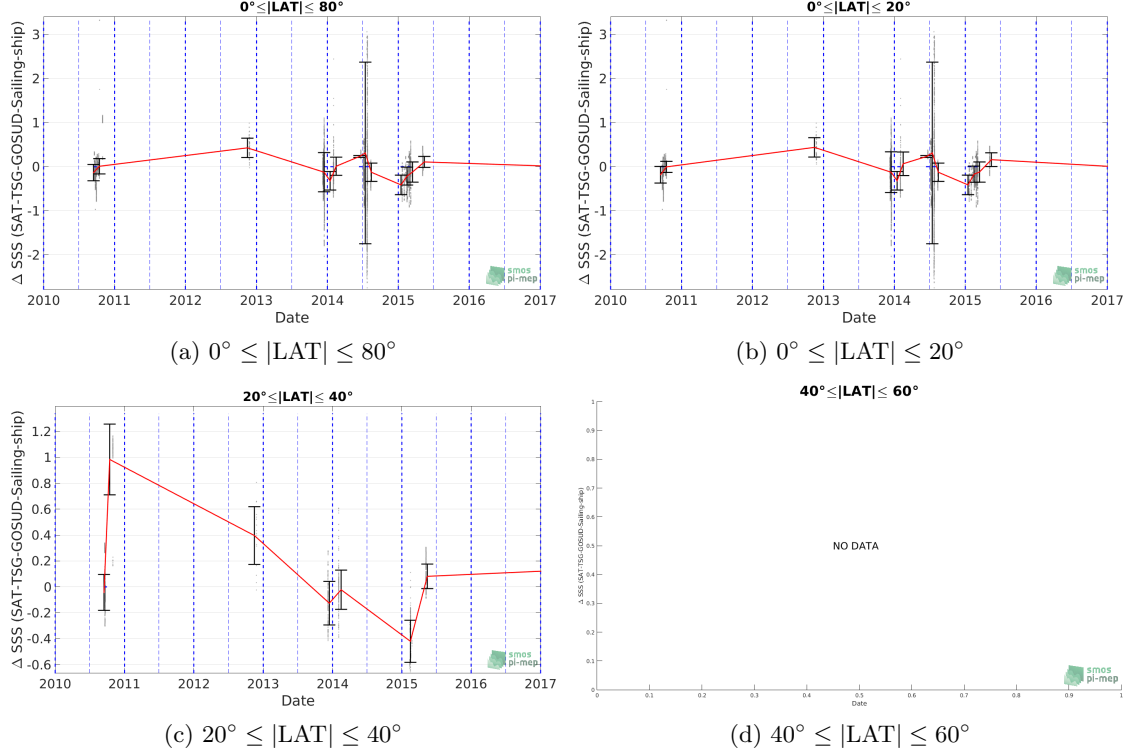 0°≤|LAT|≤ 80°
Δ SSS (SAT-TSG-GOSUD-Sailing-ship)
3
2
1
0
-1
-2
2010 2011 2012 2013 2014 2015 2016 2017
Date
smos
pi-mep
(a) 0° ≤ |LAT| ≤ 80°
0°≤|LAT|≤ 20°
Δ SSS (SAT-TSG-GOSUD-Sailing-ship)
3
2
1
0
-1
-2
2010 2011 2012 2013 2014 2015 2016 2017
Date
smos
pi-mep
(b) 0° ≤ |LAT| ≤ 20°
20°≤|LAT|≤ 40°
Δ SSS (SAT-TSG-GOSUD-Sailing-ship)
1.2
1
0.8
0.6
0.4
0.2
0
-0.2
-0.4
-0.6
2010 2011 2012 2013 2014 2015 2016 2017
Date
smos
pi-mep
(c) 20° ≤ |LAT| ≤ 40°
40°≤|LAT|≤ 60°
Δ SSS (SAT-TSG-GOSUD-Sailing-ship)
1
0.9
0.8
0.7
0.6
0.5
0.4
0.3
0.2
0.1
0
NO DATA
0 0.1 0.2 0.3 0.4 0.5 0.6 0.7 0.8 0.9 1
Date
smos
pi-mep
(d) 40° ≤ |LAT| ≤ 60°